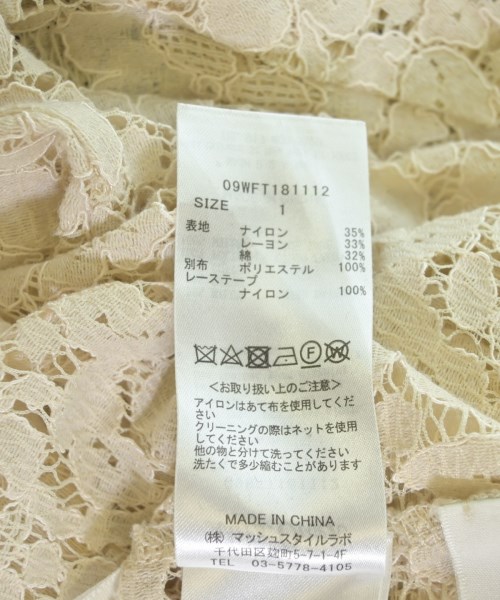 09WFT181112
SIZE 1
表地 ナイロン 35%
レーヨン 33%
綿 32%
別布 ポリエステル 100%
レーステープ
ナイロン 100%
<お取り扱い上のご注意>
アイロンはあて布を使用してくだ
さい
クリーニングの際はネットを使用
してください
他の物と分けて洗ってください
洗たくで多少縮むことがあります
MADE IN CHINA
(株) マッシュスタイルラボ
千代田区麹町5-7-1-4F
TEL 03-5778-4105